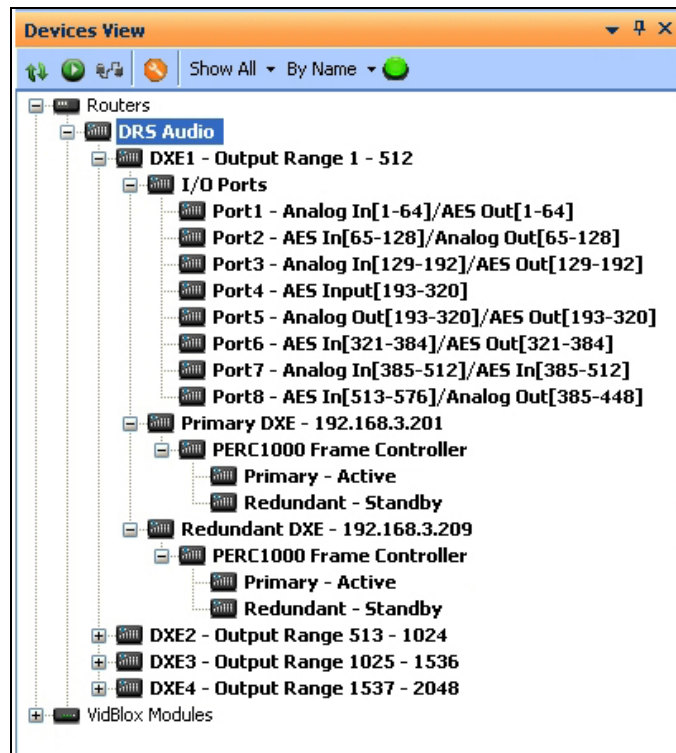 Devices View
Show All By Name
Routers
DRS Audio
DXE1 - Output Range 1 - 512
I/O Ports
Port1 - Analog In[1-64]/AES Out[1-64]
Port2 - AES In[65-128]/Analog Out[65-128]
Port3 - Analog In[129-192]/AES Out[129-192]
Port4 - AES Input[193-320]
Port5 - Analog Out[193-320]/AES Out[193-320]
Port6 - AES In[321-384]/AES Out[321-384]
Port7 - Analog In[385-512]/AES In[385-512]
Port8 - AES In[513-576]/Analog Out[385-448]
Primary DXE - 192.168.3.201
PERC1000 Frame Controller
Primary - Active
Redundant - Standby
Redundant DXE - 192.168.3.209
PERC1000 Frame Controller
Primary - Active
Redundant - Standby
DXE2 - Output Range 513 - 1024
DXE3 - Output Range 1025 - 1536
DXE4 - Output Range 1537 - 2048
VidBlox Modules